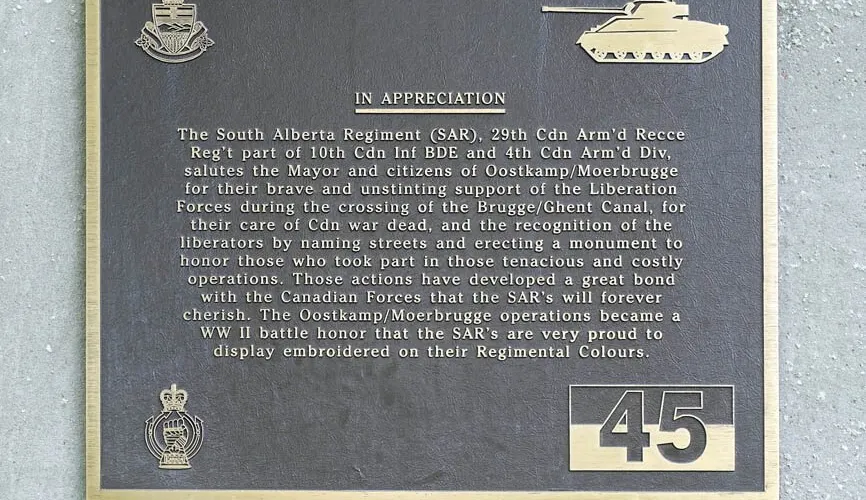 IN APPRECIATION
The South Alberta Regiment (SAR), 29th Cdn Arm'd Recce
Reg't part of 10th Cdn Inf BDE and 4th Cdn Arm'd Div,
salutes the Mayor and citizens of Oostkamp/Moerbrugge
for their brave and unstinting support of the Liberation
Forces during the crossing of the Brugge/Ghent Canal, for
their care of Cdn war dead, and the recognition of the
liberators by naming streets and erecting a monument to
honor those who took part in those tenacious and costly
operations. Those actions have developed a great bond
with the Canadian Forces that the SAR's will forever
cherish. The Oostkamp/Moerbrugge operations became a
WW II battle honor that the SAR's are very proud to
display embroidered on their Regimental Colours.
45